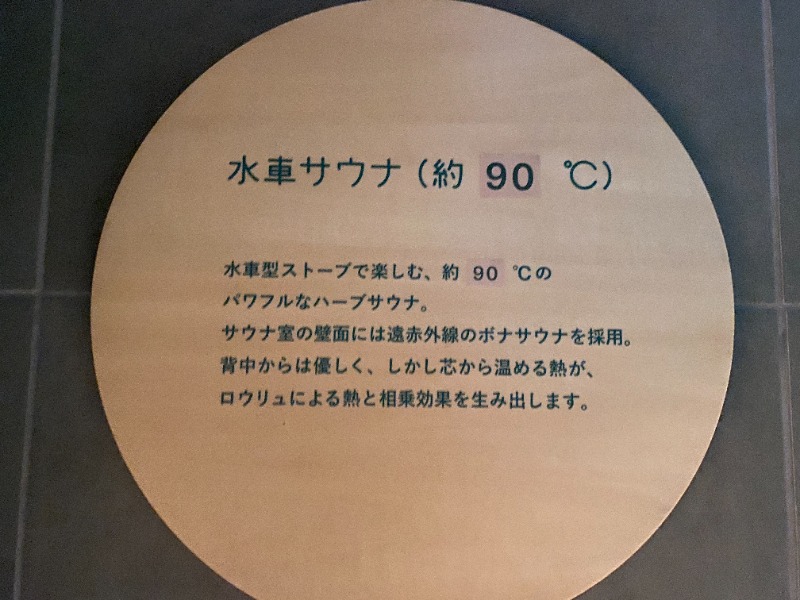 水車サウナ（約 90 ℃）
水車型ストーブで楽しむ、約 90 ℃の
パワフルなハーブサウナ。
サウナ室の壁面には遠赤外線のボナサウナを採用。
背中からは優しく、しかし芯から温める熱が、
ロウリュによる熱と相乗効果を生み出します。